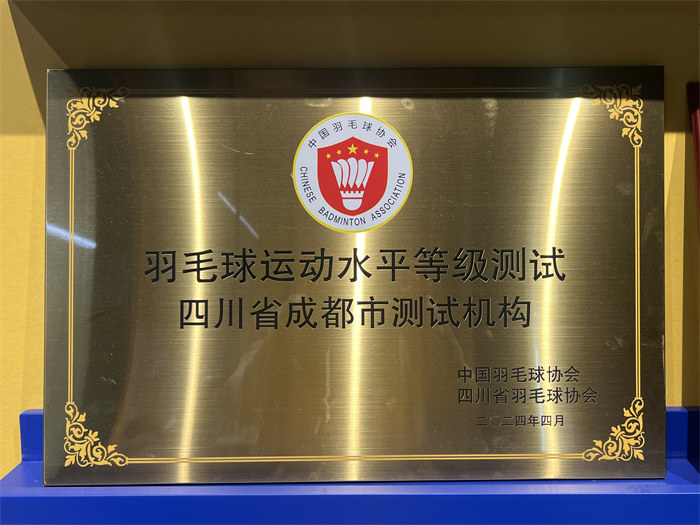 中国羽毛球协会
CHINESE BADMINTON ASSOCIATION
羽毛球运动水平等级测试
四川省成都市测试机构
中国羽毛球协会
四川省羽毛球协会
二〇二四年四月